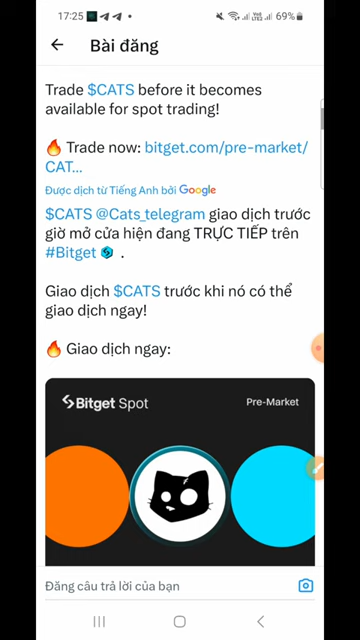 17:25
69%
Bài đăng
Trade $CATS before it becomes
available for spot trading!
🔥 Trade now: bitget.com/pre-market/
CAT...
Được dịch từ Tiếng Anh bởi Google
$CATS @Cats_telegram giao dịch trước
giờ mở cửa hiện đang TRỰC TIẾP trên
#Bitget .
Giao dịch $CATS trước khi nó có thể
giao dịch ngay!
🔥 Giao dịch ngay:
Bitget Spot
Pre-Market
Đăng câu trả lời của bạn